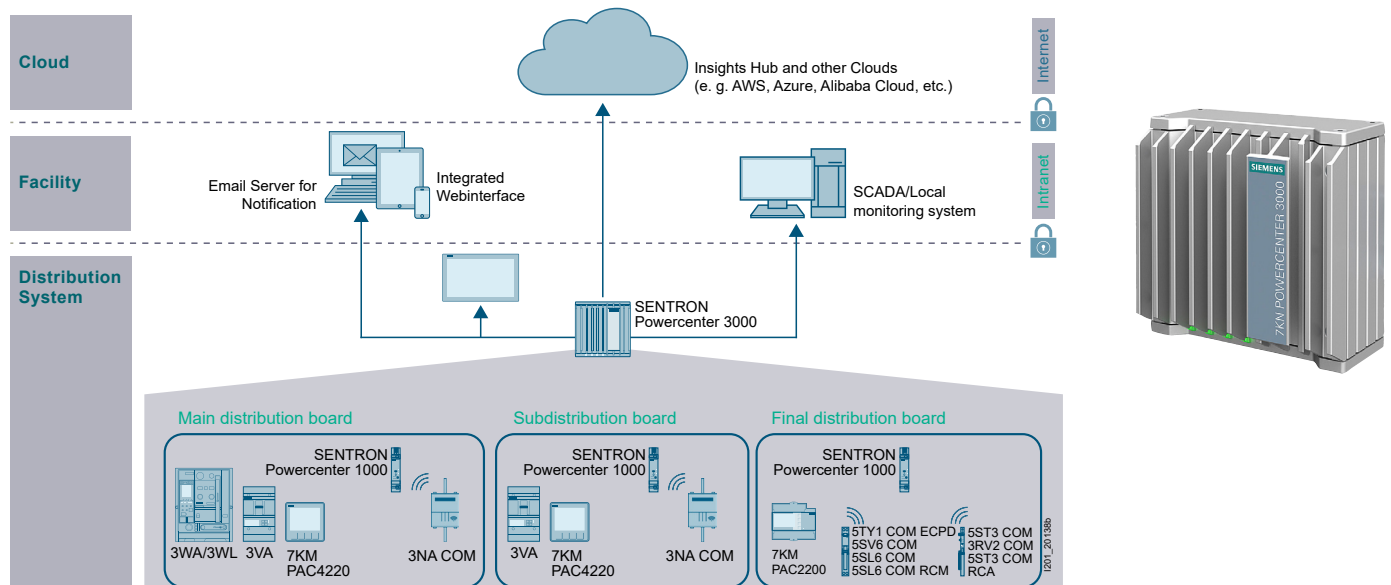 Cloud
Insights Hub and other Clouds
(e. g. AWS, Azure, Alibaba Cloud, etc.)
Internet
Facility
Email Server for
Notification
Integrated
Webinterface
SCADA/Local
monitoring system
Intranet
SIEMENS
7KN POWERCENTER 3000
Distribution
System
SENTRON
Powercenter 3000
Main distribution board
SENTRON
Powercenter 1000
3WA/3WL
3VA
7KM
PAC4220
3NA COM
Subdistribution board
SENTRON
Powercenter 1000
3VA
7KM
PAC4220
3NA COM
Final distribution board
SENTRON
Powercenter 1000
7KM
PAC2200
5TY1 COM ECPD
5SV6 COM
5SL6 COM
5SL6 COM RCM
5ST3 COM
3RV2 COM
5ST3 COM
RCA
I201_20138b